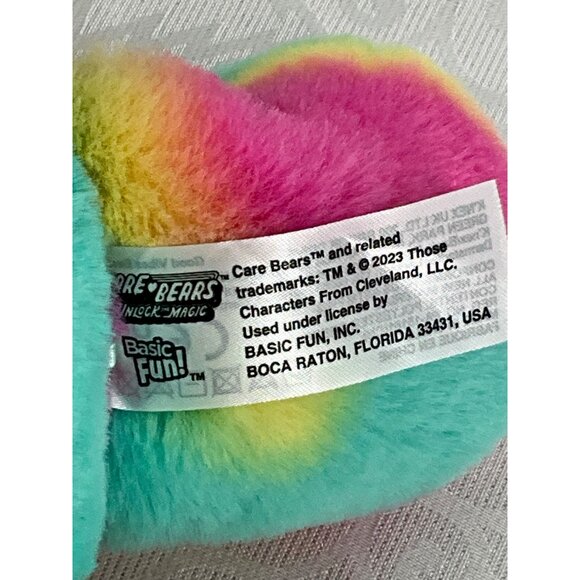 CARE BEARS™
UNLOCK THE MAGIC
Basic
Fun!™
Care Bears™ and related
trademarks: TM & © 2023 Those
Characters From Cleveland, LLC.
Used under license by
BASIC FUN, INC.
BOCA RATON, FLORIDA 33431, USA